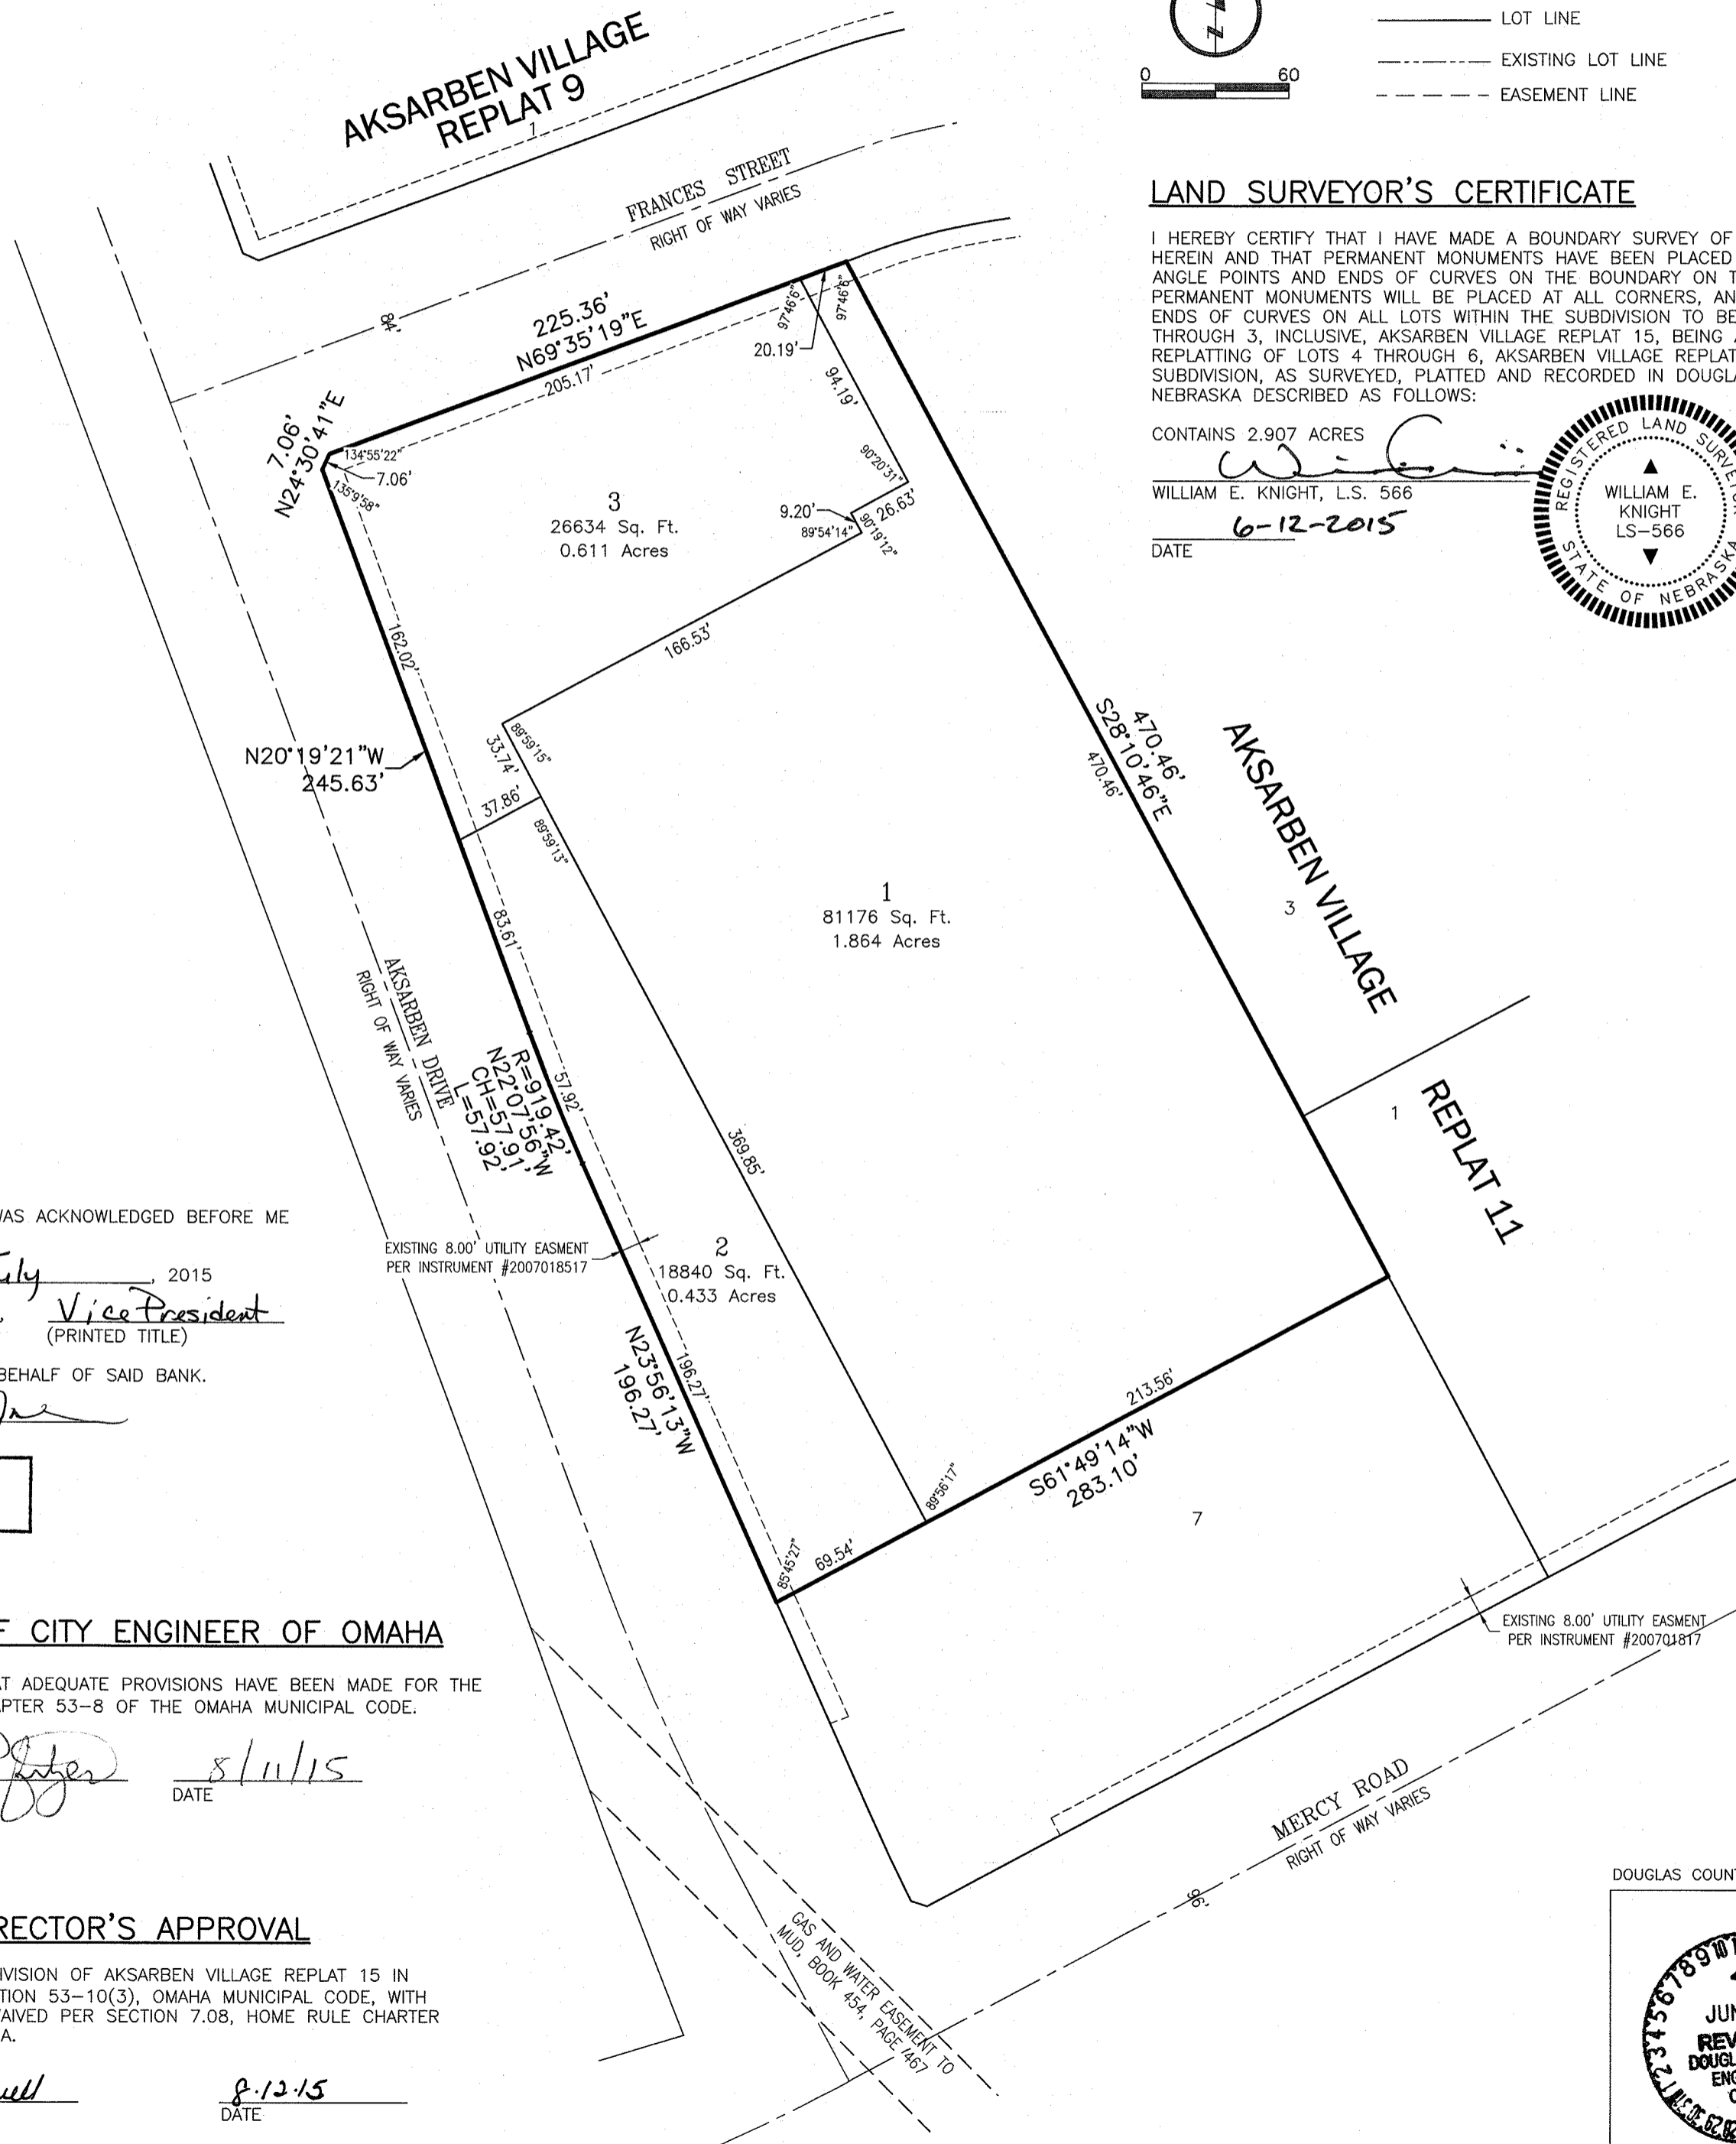 AKSARBEN VILLAGE
REPLAT 9
1
FRANCES STREET
RIGHT OF WAY VARIES
84'
N
0 60
LOT LINE
EXISTING LOT LINE
EASEMENT LINE
LAND SURVEYOR'S CERTIFICATE
I HEREBY CERTIFY THAT I HAVE MADE A BOUNDARY SURVEY OF
HEREIN AND THAT PERMANENT MONUMENTS HAVE BEEN PLACED
ANGLE POINTS AND ENDS OF CURVES ON THE BOUNDARY ON T
PERMANENT MONUMENTS WILL BE PLACED AT ALL CORNERS, AN
ENDS OF CURVES ON ALL LOTS WITHIN THE SUBDIVISION TO BE
THROUGH 3, INCLUSIVE, AKSARBEN VILLAGE REPLAT 15, BEING
REPLATTING OF LOTS 4 THROUGH 6, AKSARBEN VILLAGE REPLAT
SUBDIVISION, AS SURVEYED, PLATTED AND RECORDED IN DOUGLA
NEBRASKA DESCRIBED AS FOLLOWS:
CONTAINS 2.907 ACRES
WILLIAM E. KNIGHT, L.S. 566
6-12-2015
DATE
REGISTERED LAND SURVEYOR
WILLIAM E.
KNIGHT
LS-566
STATE OF NEBRASKA
225.36'
N69°35'19"E
205.17'
20.19'
97°46'6"
97°46'6"
7.06'
N24°30'41"E
134°55'22"
7.06'
135°9'58"
94.19'
90°20'31"
26.63'
9.20'
90°19'12"
89°54'14"
3
26634 Sq. Ft.
0.611 Acres
162.02'
166.53'
N20°19'21"W
245.63'
89°59'15"
33.74'
37.86'
89°59'13"
470.46'
S28°10'46"E
470.46'
AKSARBEN VILLAGE
3
1
81176 Sq. Ft.
1.864 Acres
83.61'
AKSARBEN DRIVE
RIGHT OF WAY VARIES
R=919.42'
N22°07'56"W
CH=57.91'
L=57.92'
57.92'
369.85'
1
REPLAT 11
EXISTING 8.00' UTILITY EASMENT
PER INSTRUMENT #2007018517
2
18840 Sq. Ft.
0.433 Acres
N23°56'13"W
196.27'
196.27'
213.56'
S61°49'14"W
283.10'
89°56'17"
69.54'
85°45'27"
7
EXISTING 8.00' UTILITY EASMENT
PER INSTRUMENT #200701817
MERCY ROAD
RIGHT OF WAY VARIES
96'
GAS AND WATER EASEMENT TO
MUD, BOOK 454, PAGE 467
WAS ACKNOWLEDGED BEFORE ME
July , 2015
Vice President
(PRINTED TITLE)
BEHALF OF SAID BANK.
F CITY ENGINEER OF OMAHA
AT ADEQUATE PROVISIONS HAVE BEEN MADE FOR THE
APTER 53-8 OF THE OMAHA MUNICIPAL CODE.
8/11/15
DATE
RECTOR'S APPROVAL
IVISION OF AKSARBEN VILLAGE REPLAT 15 IN
TION 53-10(3), OMAHA MUNICIPAL CODE, WITH
AIVED PER SECTION 7.08, HOME RULE CHARTER
A.
8.12.15
DATE
DOUGLAS COUN
JUN
REV
DOUGL
ENG